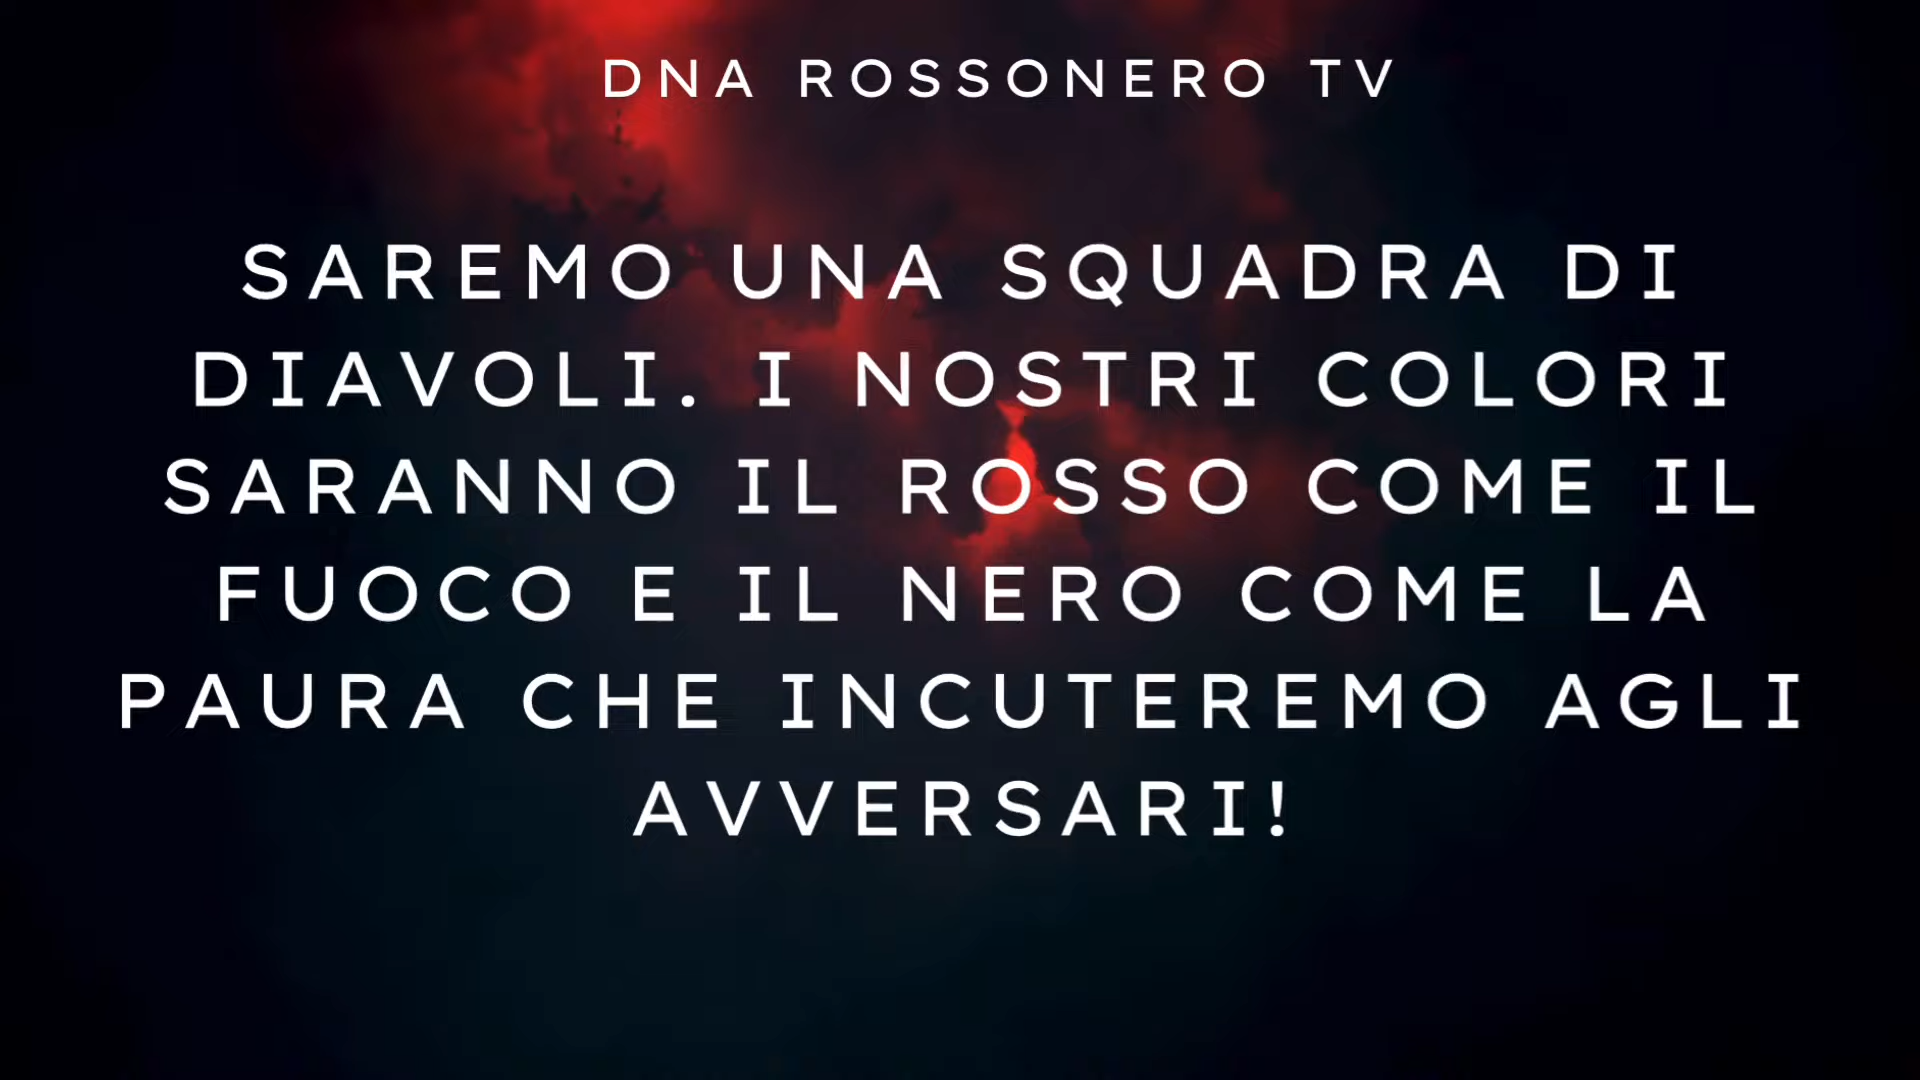 DNA ROSSONERO TV
SAREMO UNA SQUADRA DI
DIAVOLI. I NOSTRI COLORI
SARANNO IL ROSSO COME IL
FUOCO E IL NERO COME LA
PAURA CHE INCUTEREMO AGLI
AVVERSARI!